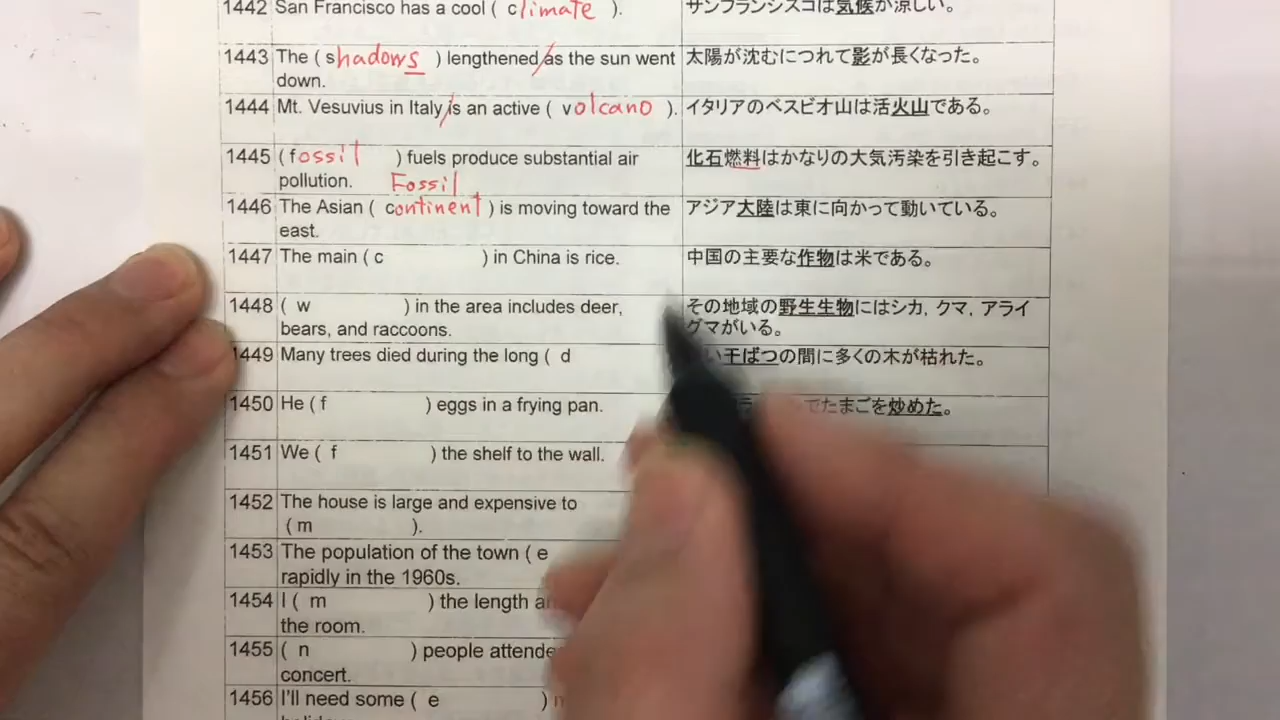 1442 San Francisco has a cool ( climate ). サンフランシスコは気候が涼しい。
1443 The ( shadows ) lengthened as the sun went 太陽が沈むにつれて影が長くなった。
down.
1444 Mt. Vesuvius in Italy is an active ( volcano ). イタリアのベスビオ山は活火山である。
1445 ( fossil ) fuels produce substantial air 化石燃料はかなりの大気汚染を引き起こす。
pollution. Fossil
1446 The Asian ( continent ) is moving toward the アジア大陸は東に向かって動いている。
east.
1447 The main ( c ) in China is rice. 中国の主要な作物は米である。
1448 ( w ) in the area includes deer, その地域の野生生物にはシカ, クマ, アライ
bears, and raccoons. グマがいる。
1449 Many trees died during the long ( d い干ばつの間に多くの木が枯れた。
1450 He ( f ) eggs in a frying pan. でたまごを炒めた。
1451 We ( f ) the shelf to the wall.
1452 The house is large and expensive to
( m ).
1453 The population of the town ( e
rapidly in the 1960s.
1454 I ( m ) the length
the room.
1455 ( n ) people attende
concert.
1456 I'll need some ( e )